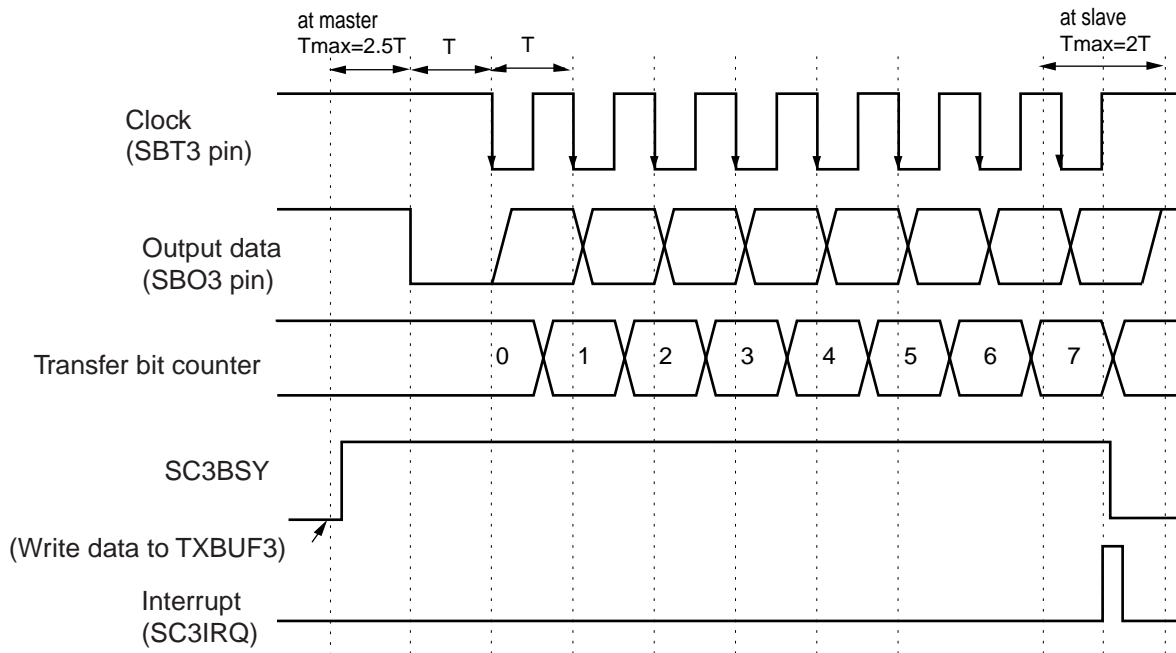 at master
Tmax=2.5T
T
T
at slave
Tmax=2T
Clock
(SBT3 pin)
Output data
(SBO3 pin)
Transfer bit counter
0 1 2 3 4 5 6 7
SC3BSY
(Write data to TXBUF3)
Interrupt
(SC3IRQ)